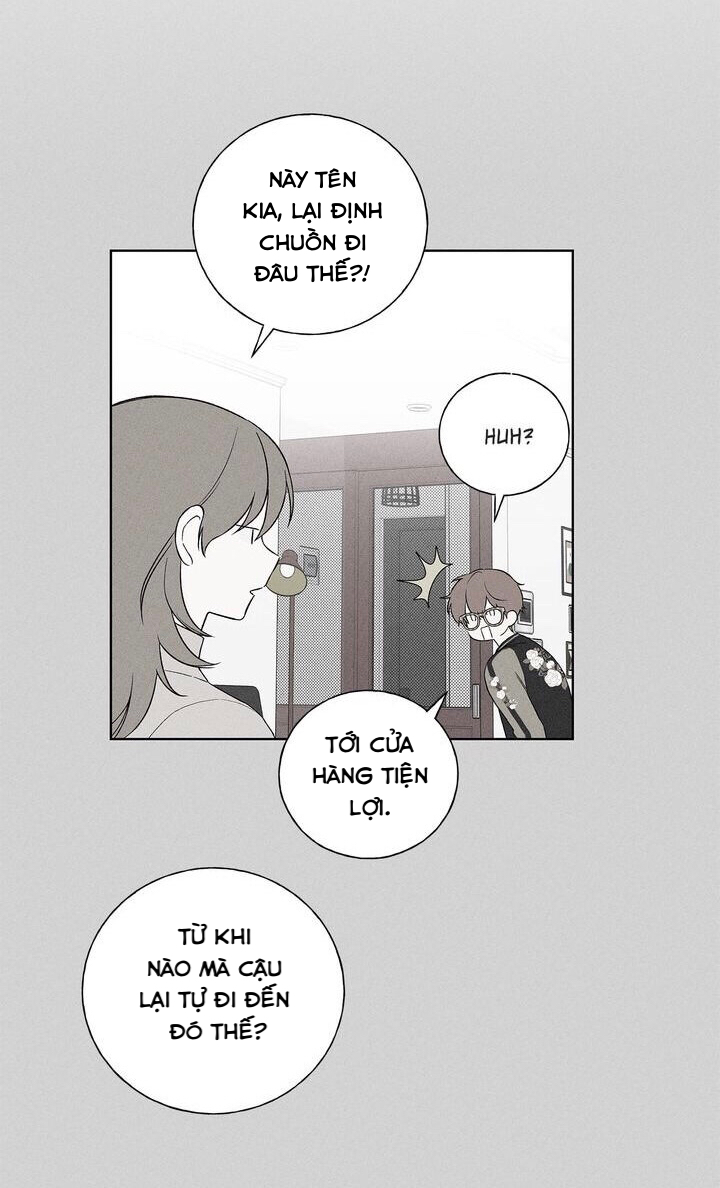 NÀY TÊN
KIA, LẠI ĐỊNH
CHUỒN ĐI
ĐÂU THẾ?!
HUH?
TỚI CỬA
HÀNG TIỆN
LỢI.
TỪ KHI
NÀO MÀ CẬU
LẠI TỰ ĐI ĐẾN
ĐÓ THẾ?